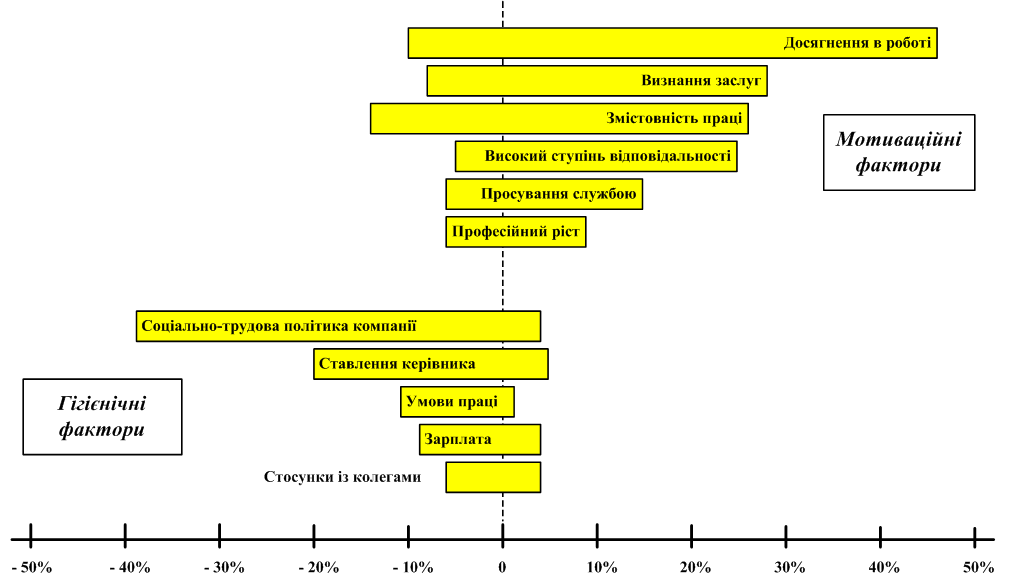 Досягнення в роботі
Визнання заслуг
Змістовність праці
Високий ступінь відповідальності
Просування службою
Професійний ріст
Мотиваційні
фактори
Соціально-трудова політика компанії
Ставлення керівника
Умови праці
Зарплата
Стосунки із колегами
Гігієнічні
фактори
- 50%
- 40%
- 30%
- 20%
- 10%
0
10%
20%
30%
40%
50%